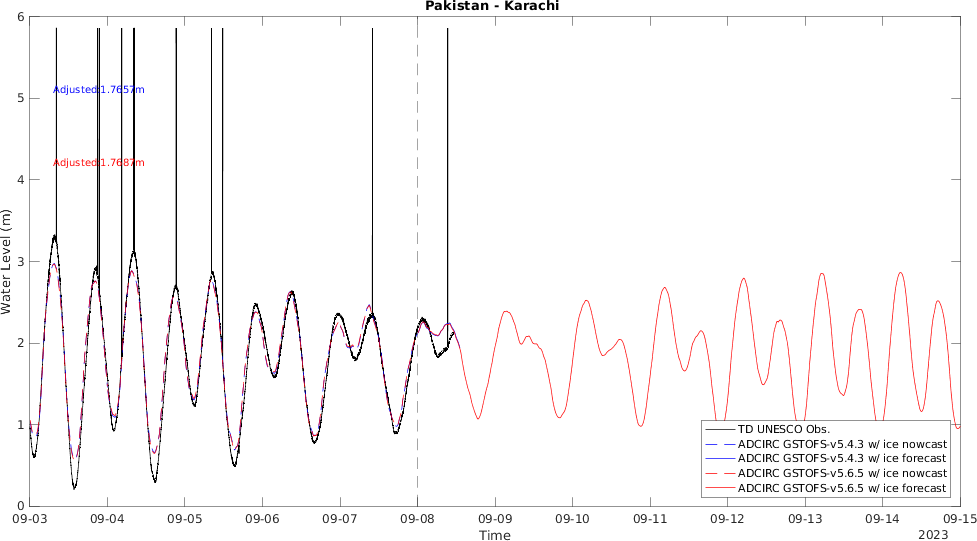 Pakistan - Karachi
6
5
4
3
2
1
0
Water Level (m)
Adjusted:1.7657m
Adjusted:1.7687m
TD UNESCO Obs.
ADCIRC GSTOFS-v5.4.3 w/ ice nowcast
ADCIRC GSTOFS-v5.4.3 w/ ice forecast
ADCIRC GSTOFS-v5.6.5 w/ ice nowcast
ADCIRC GSTOFS-v5.6.5 w/ ice forecast
09-03 09-04 09-05 09-06 09-07 09-08 09-09 09-10 09-11 09-12 09-13 09-14 09-15
Time
2023